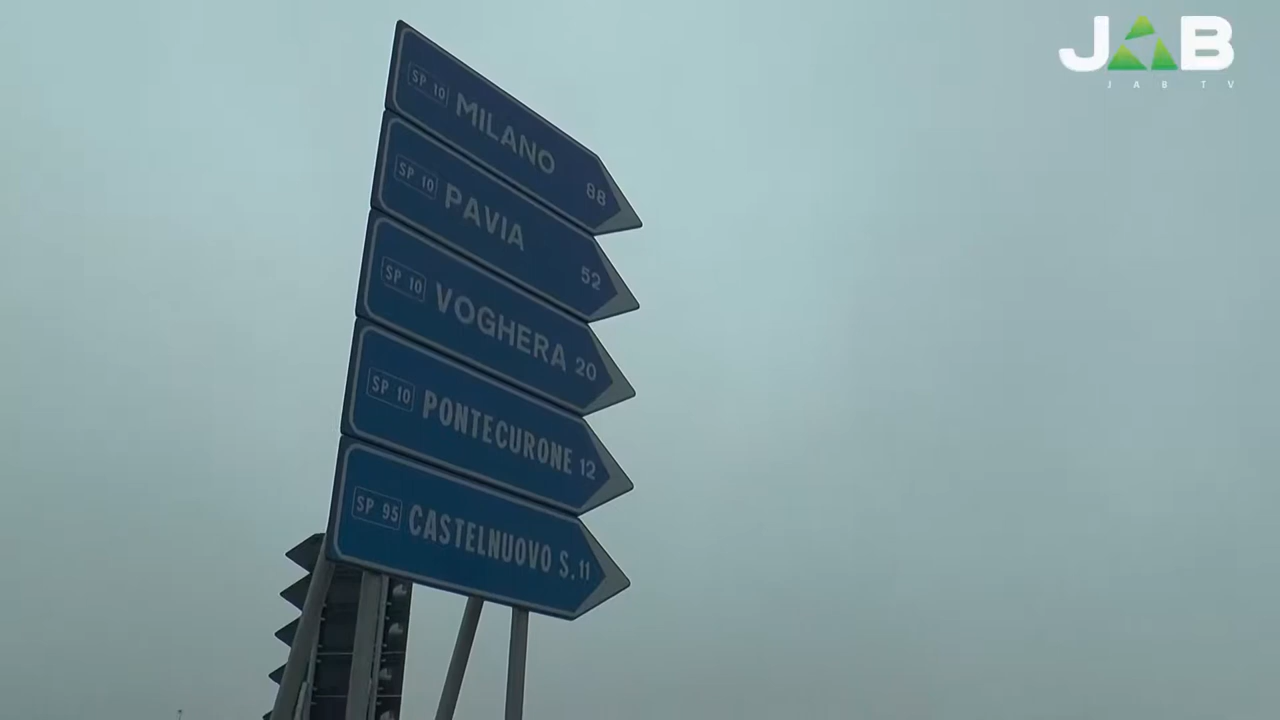 JAB
JAB TV
SP 10 MILANO 88
SP 10 PAVIA 52
SP 10 VOGHERA 20
SP 10 PONTECURONE 12
SP 95 CASTELNUOVO S. 11